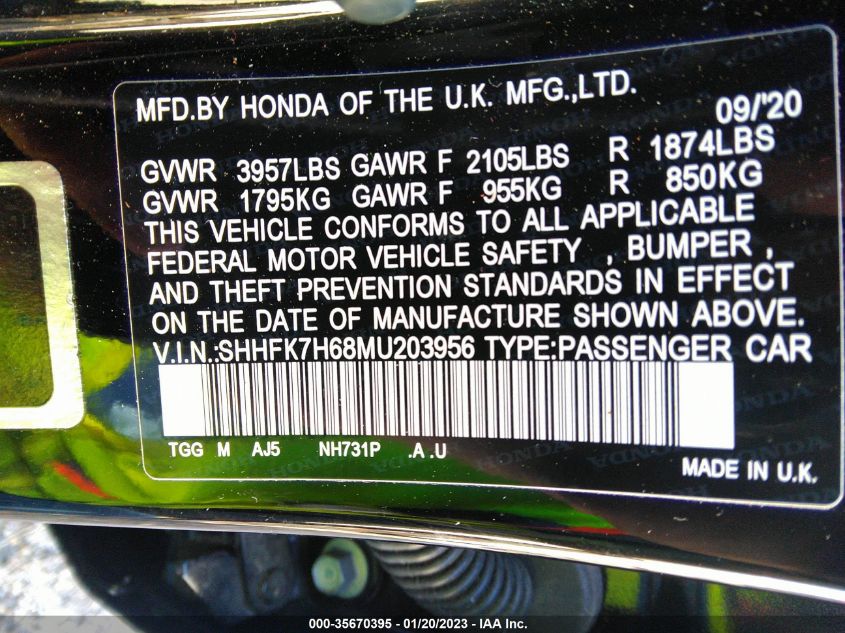 MFD.BY HONDA OF THE U.K. MFG.,LTD. 09/'20
GVWR 3957LBS GAWR F 2105LBS R 1874LBS
GVWR 1795KG GAWR F 955KG R 850KG
THIS VEHICLE CONFORMS TO ALL APPLICABLE
FEDERAL MOTOR VEHICLE SAFETY , BUMPER ,
AND THEFT PREVENTION STANDARDS IN EFFECT
ON THE DATE OF MANUFACTURE SHOWN ABOVE.
V.I.N.:SHHFK7H68MU203956 TYPE:PASSENGER CAR
TGG M AJ5 NH731P .A .U
MADE IN U.K.
000-35670395 - 01/20/2023 - IAA Inc.